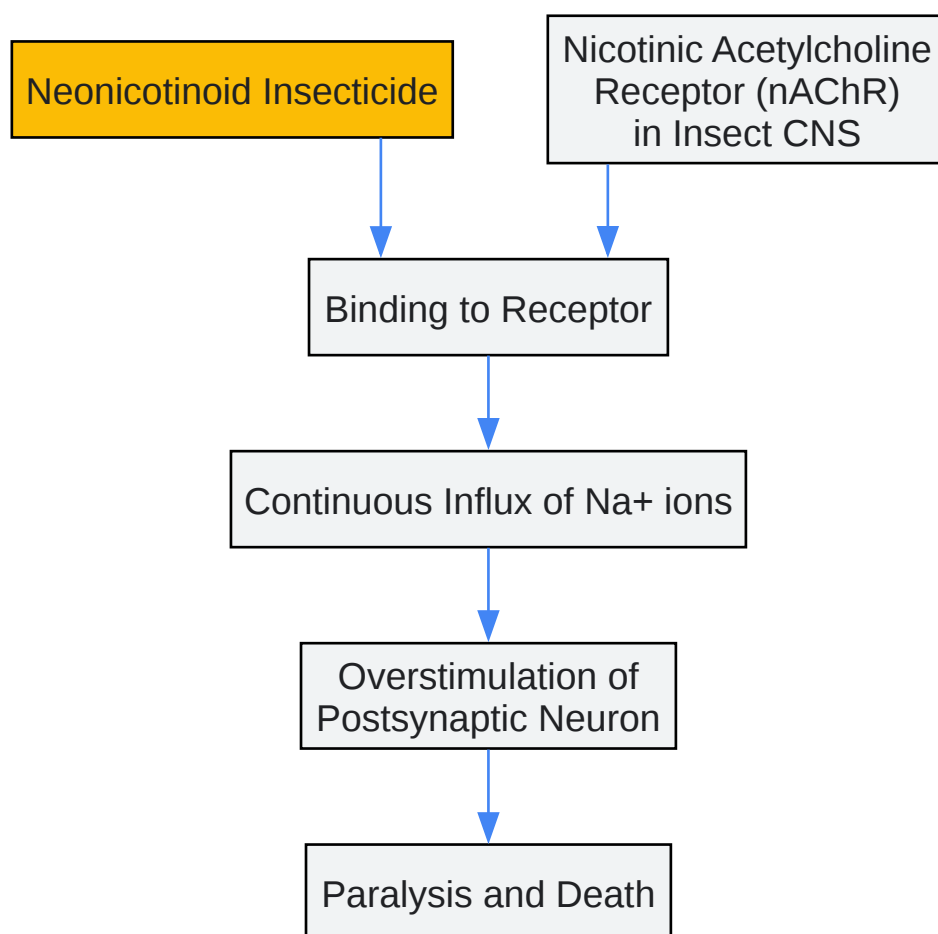 Neonicotinoid Insecticide
Nicotinic Acetylcholine
Receptor (nAChR)
in Insect CNS
Binding to Receptor
Continuous Influx of Na+ ions
Overstimulation of
Postsynaptic Neuron
Paralysis and Death